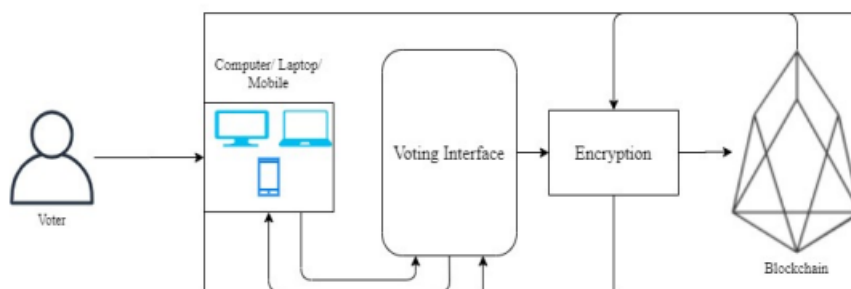 Computer/ Laptop/
Mobile
Voting Interface
Encryption
Voter
Blockchain